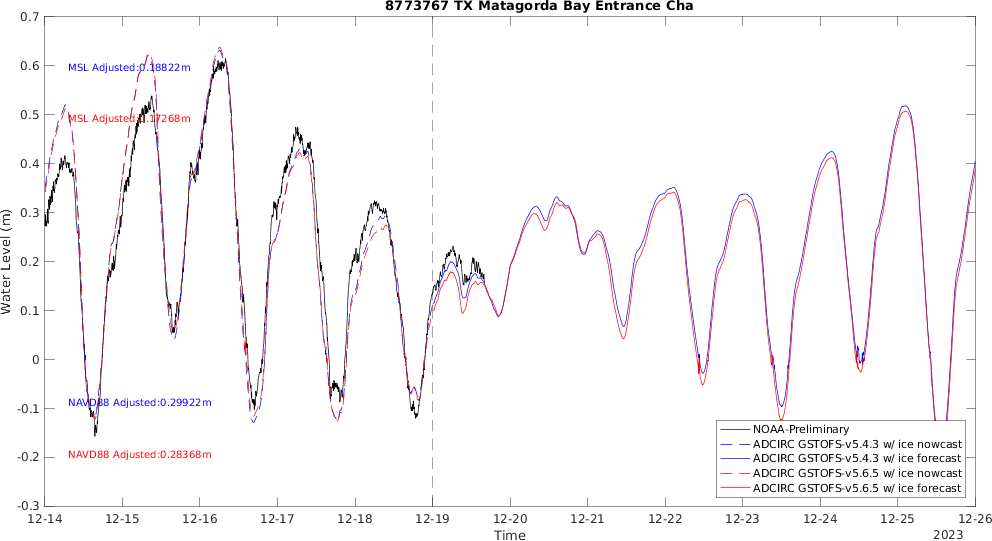 8773767 TX Matagorda Bay Entrance Cha
0.7
0.6
0.5
0.4
0.3
0.2
0.1
0
-0.1
-0.2
-0.3
Water Level (m)
MSL Adjusted:0.18822m
MSL Adjusted:0.17268m
NAVD88 Adjusted:0.29922m
NAVD88 Adjusted:0.28368m
NOAA-Preliminary
ADCIRC GSTOFS-v5.4.3 w/ ice nowcast
ADCIRC GSTOFS-v5.4.3 w/ ice forecast
ADCIRC GSTOFS-v5.6.5 w/ ice nowcast
ADCIRC GSTOFS-v5.6.5 w/ ice forecast
12-14 12-15 12-16 12-17 12-18 12-19 12-20 12-21 12-22 12-23 12-24 12-25 12-26
Time
2023